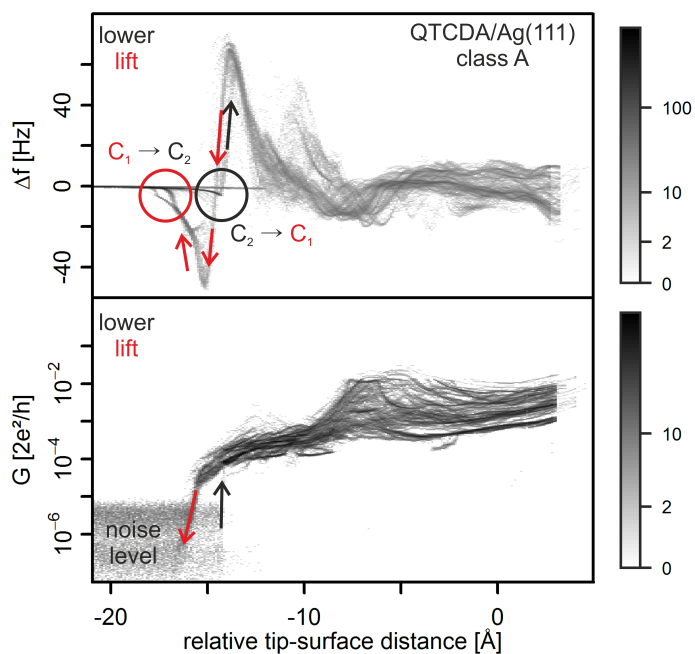 lower
lift
QTCDA/Ag(111)
class A
C₁ → C₂
C₂ → C₁
Δf [Hz]
40
0
-40
100
10
2
0
lower
lift
noise
level
G [2e²/h]
10⁻²
10⁻⁴
10⁻⁶
10
2
0
-20
-15
-10
0
relative tip-surface distance [Å]